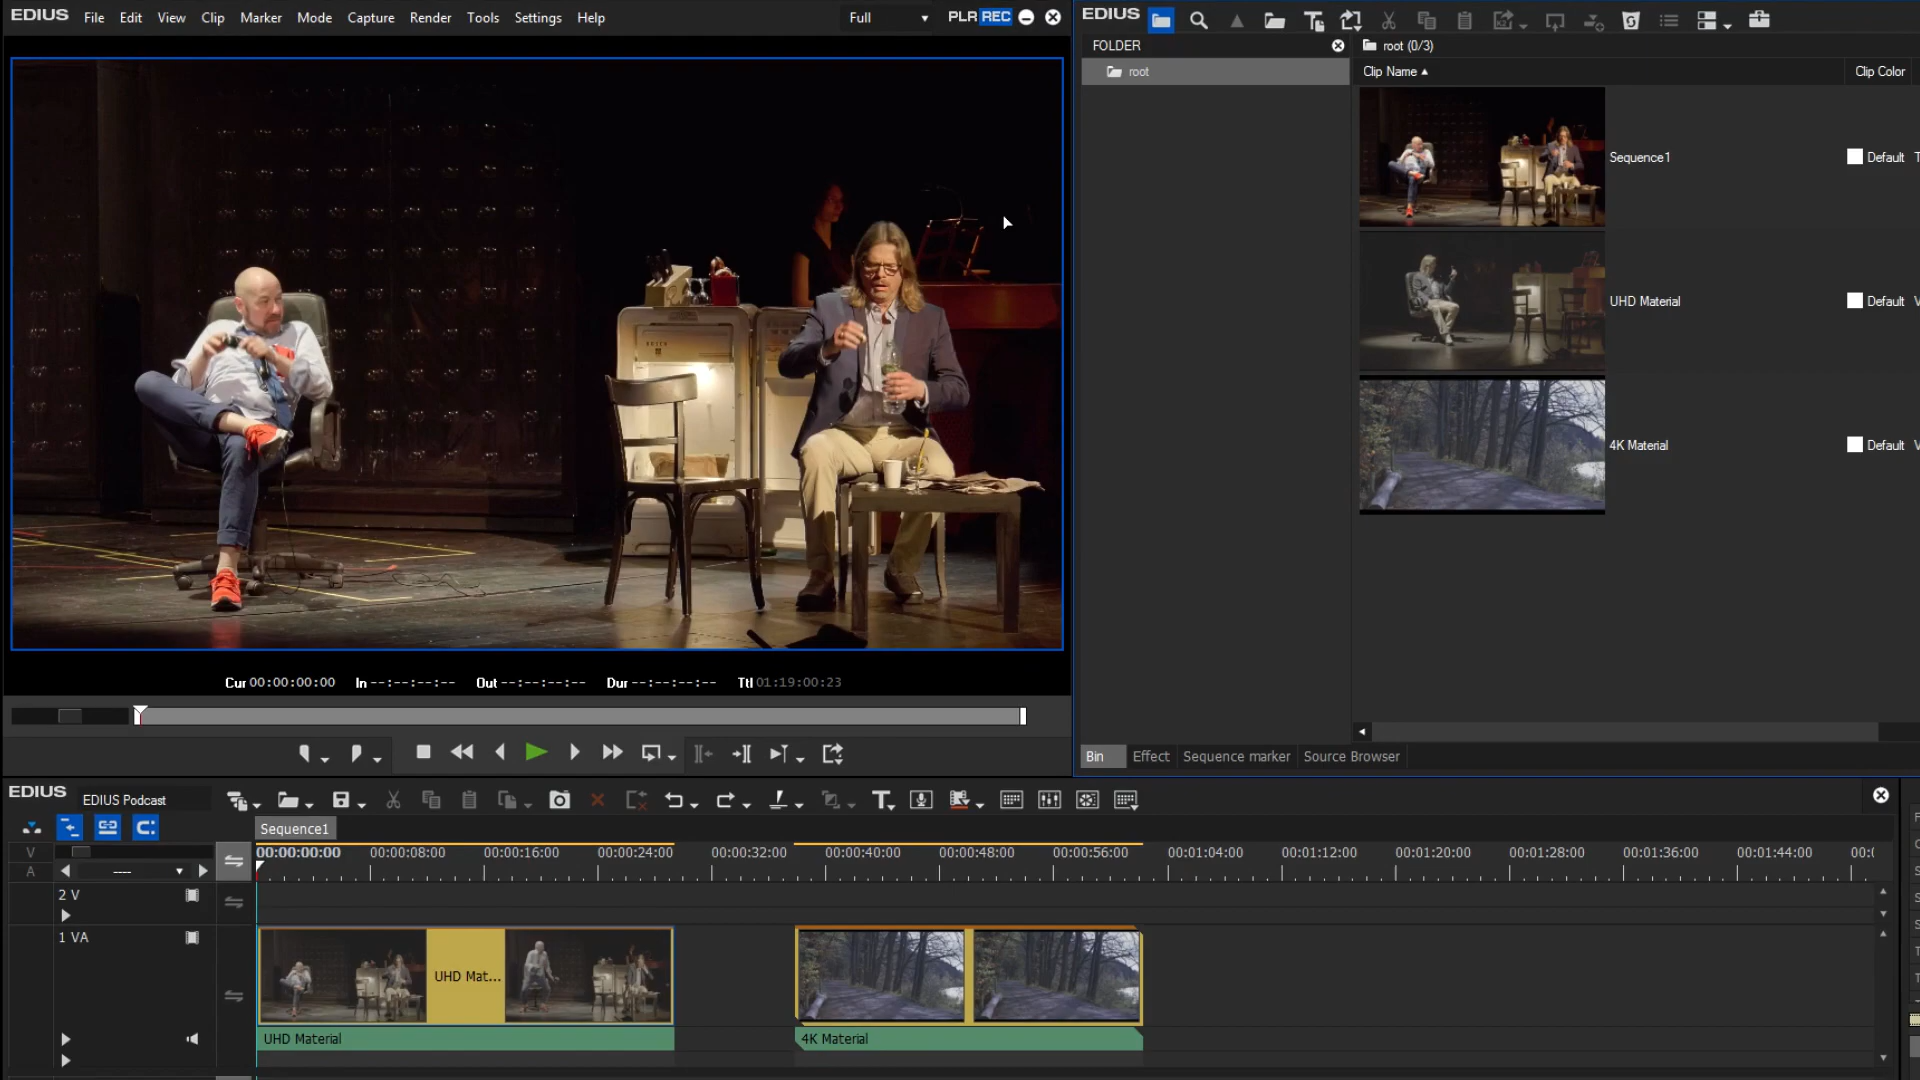 EDIUS File Edit View Clip Marker Mode Capture Render Tools Settings Help Full PLR REC
EDIUS
FOLDER
root
root (0/3)
Clip Name Clip Color
Sequence1 Default
UHD Material Default
4K Material Default
Cur 00:00:00:00 In --:--:--:-- Out --:--:--:-- Dur --:--:--:-- Ttl 01:19:00:23
Bin Effect Sequence marker Source Browser
EDIUS EDIUS Podcast
Sequence1
V
A
----
00:00:00:00 00:00:08:00 00:00:16:00 00:00:24:00 00:00:32:00 00:00:40:00 00:00:48:00 00:00:56:00 00:01:04:00 00:01:12:00 00:01:20:00 00:01:28:00 00:01:36:00 00:01:44:00
2 V
1 VA
UHD Mat...
UHD Material
4K Material